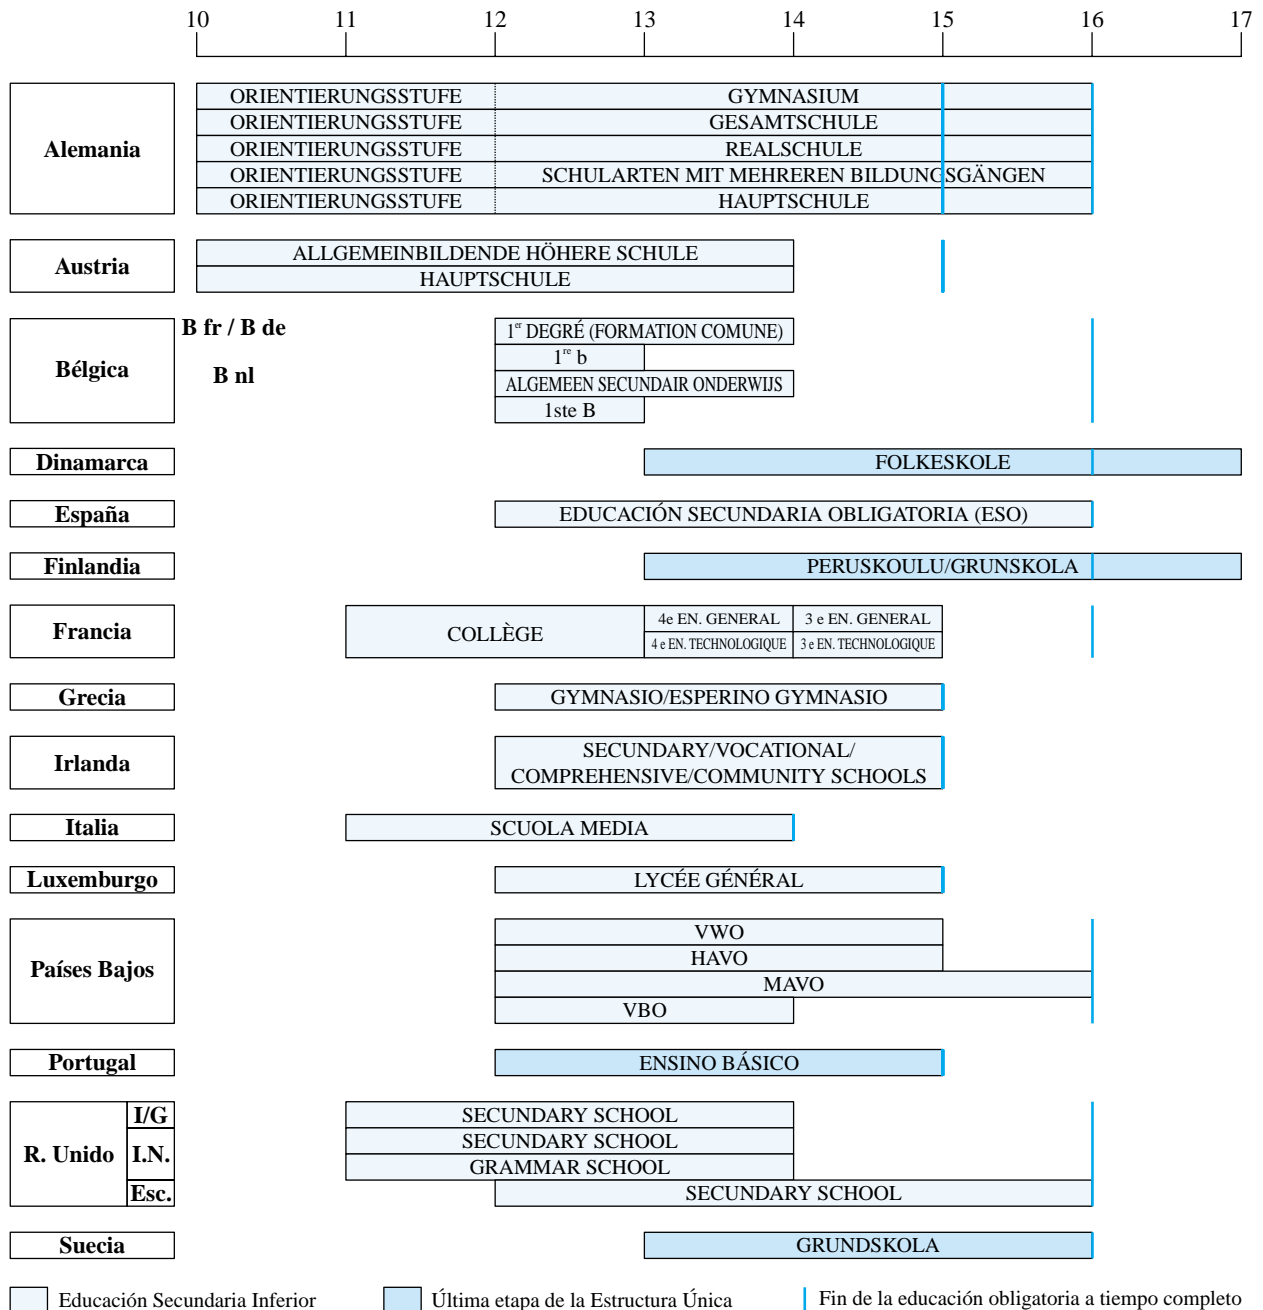 10 11 12 13 14 15 16 17
Alemania
ORIENTIERUNGSSTUFE GYMNASIUM
ORIENTIERUNGSSTUFE GESAMTSCHULE
ORIENTIERUNGSSTUFE REALSCHULE
ORIENTIERUNGSSTUFE SCHULARTEN MIT MEHREREN BILDUNGSGÄNGEN
ORIENTIERUNGSSTUFE HAUPTSCHULE
Austria
ALLGEMEINBILDENDE HÖHERE SCHULE
HAUPTSCHULE
Bélgica
B fr / B de
1er DEGRÉ (FORMATION COMUNE)
1re b
B nl
ALGEMEEN SECUNDAIR ONDERWIJS
1ste B
Dinamarca
FOLKESKOLE
España
EDUCACIÓN SECUNDARIA OBLIGATORIA (ESO)
Finlandia
PERUSKOULU/GRUNSKOLA
Francia
COLLÈGE
4e EN. GENERAL 3 e EN. GENERAL
4 e EN. TECHNOLOGIQUE 3 e EN. TECHNOLOGIQUE
Grecia
GYMNASIO/ESPERINO GYMNASIO
Irlanda
SECUNDARY/VOCATIONAL/
COMPREHENSIVE/COMMUNITY SCHOOLS
Italia
SCUOLA MEDIA
Luxemburgo
LYCÉE GÉNÉRAL
Países Bajos
VWO
HAVO
MAVO
VBO
Portugal
ENSINO BÁSICO
R. Unido
I/G
SECUNDARY SCHOOL
I.N.
SECUNDARY SCHOOL
GRAMMAR SCHOOL
Esc.
SECUNDARY SCHOOL
Suecia
GRUNDSKOLA
Educación Secundaria Inferior Última etapa de la Estructura Única Fin de la educación obligatoria a tiempo completo